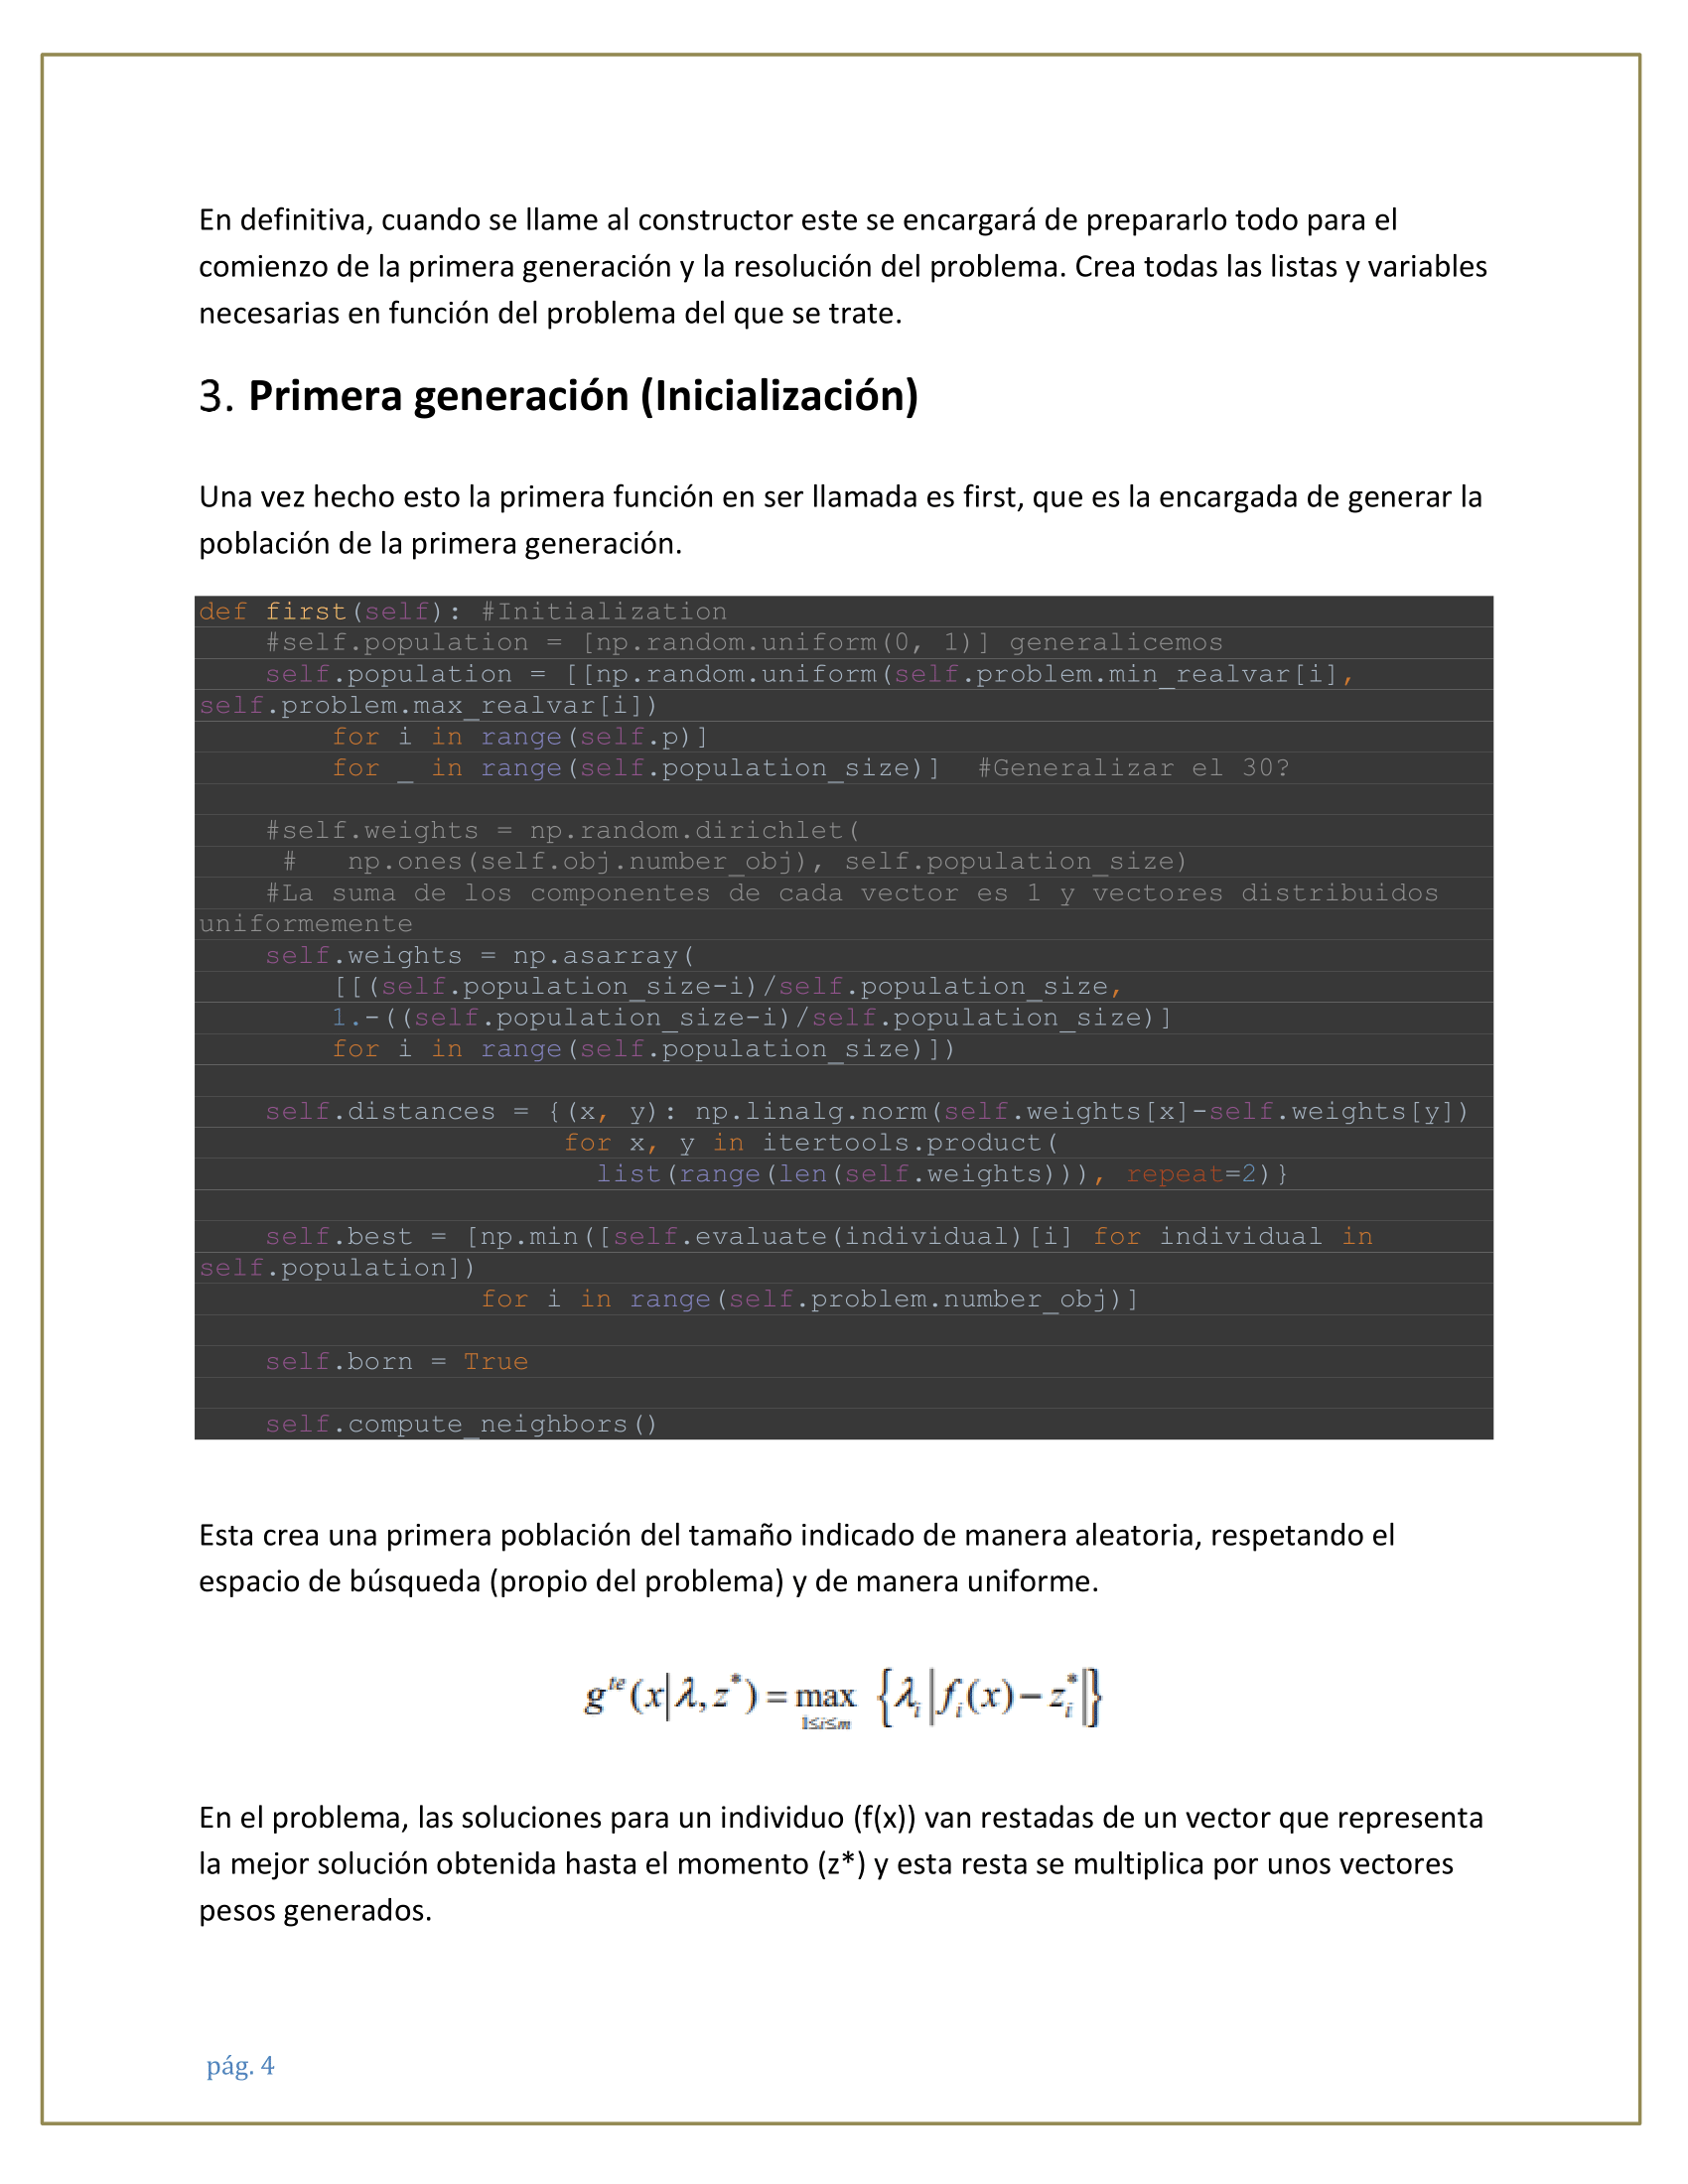 En definitiva, cuando se llame al constructor este se encargará de prepararlo todo para el
comienzo de la primera generación y la resolución del problema. Crea todas las listas y variables
necesarias en función del problema del que se trate.
3. Primera generación (Inicialización)
Una vez hecho esto la primera función en ser llamada es first, que es la encargada de generar la
población de la primera generación.
def first(self): #Initialization
    #self.population = [np.random.uniform(0, 1)] generalicemos
    self.population = [[np.random.uniform(self.problem.min_realvar[i],
self.problem.max_realvar[i])
        for i in range(self.p)]
        for _ in range(self.population_size)]  #Generalizar el 30?
    #self.weights = np.random.dirichlet(
     #   np.ones(self.obj.number_obj), self.population_size)
    #La suma de los componentes de cada vector es 1 y vectores distribuidos
uniformemente
    self.weights = np.asarray(
        [[(self.population_size-i)/self.population_size,
        1.-((self.population_size-i)/self.population_size)]
        for i in range(self.population_size)])
    self.distances = {(x, y): np.linalg.norm(self.weights[x]-self.weights[y])
                      for x, y in itertools.product(
                        list(range(len(self.weights))), repeat=2)}
    self.best = [np.min([self.evaluate(individual)[i] for individual in
self.population])
                 for i in range(self.problem.number_obj)]
    self.born = True
    self.compute_neighbors()
Esta crea una primera población del tamaño indicado de manera aleatoria, respetando el
espacio de búsqueda (propio del problema) y de manera uniforme.
g^{te}(x|λ, z^*) = max_{1≤i≤m} {λ_i |f_i(x) − z_i^*|}
En el problema, las soluciones para un individuo (f(x)) van restadas de un vector que representa
la mejor solución obtenida hasta el momento (z*) y esta resta se multiplica por unos vectores
pesos generados.
pág. 4